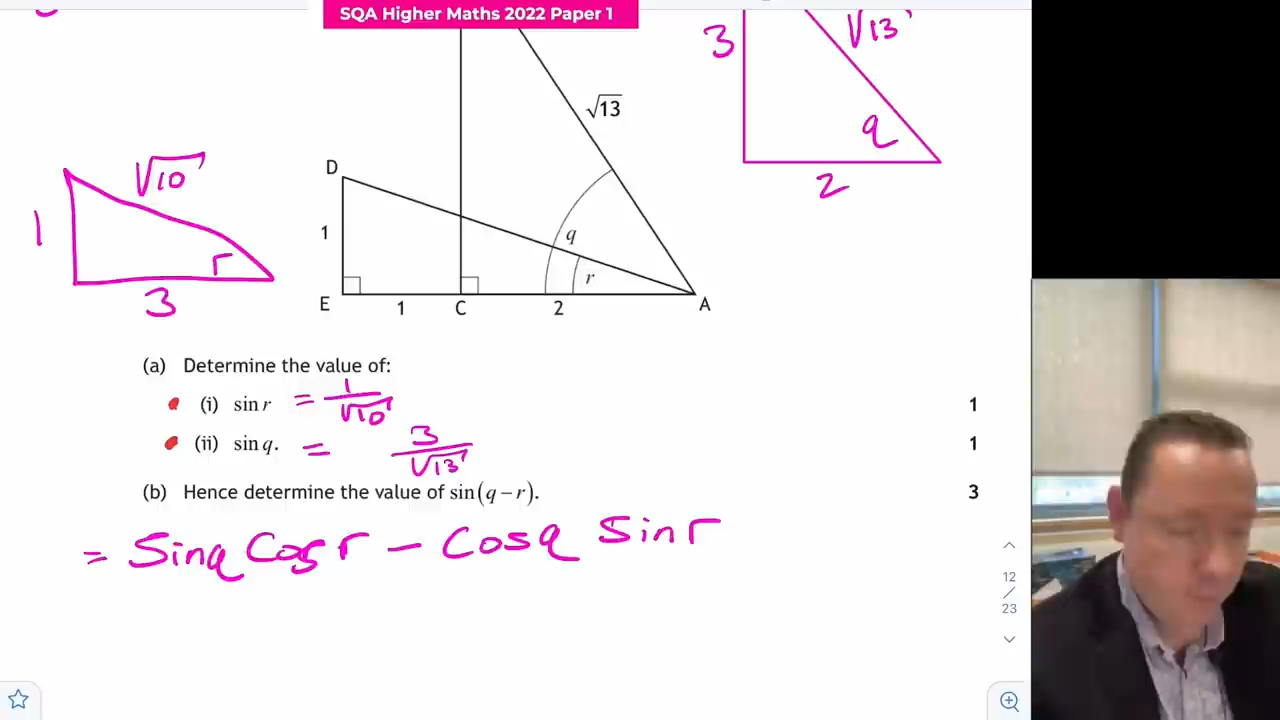 SQA Higher Maths 2022 Paper 1
3
√13
q
2
√10
1
r
3
√13
D
1
q
r
E
1
C
2
A
(a) Determine the value of:
(i) sin r = 1/√10 1
(ii) sin q. = 3/√13 1
(b) Hence determine the value of sin(q – r). 3
= Sinq Cos r – Cosq Sin r
12
/
23